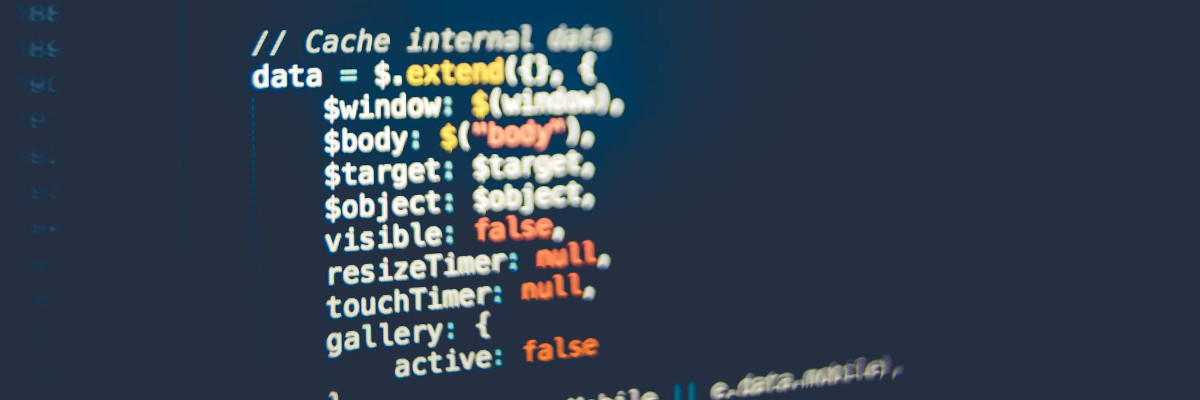 88
89
90
// Cache internal data
data = $.extend({}, {
$window: $(window),
$body: $("body"),
$target: $target,
$object: $object,
visible: false,
resizeTimer: null,
touchTimer: null,
gallery: {
active: false
}
Mobile || e.data.mobile),